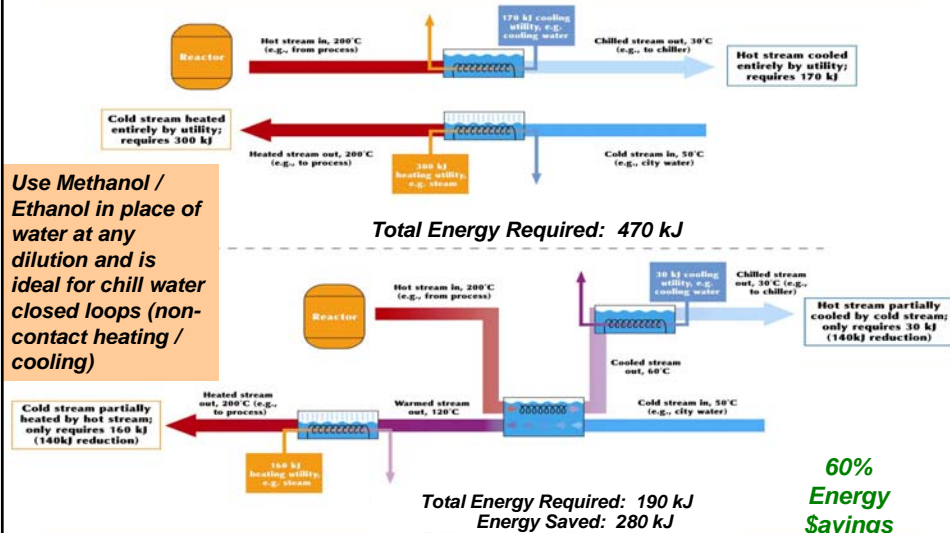 170 kJ cooling
utility, e.g.
cooling water
Hot stream in, 200°C
(e.g., from process)
Chilled stream out, 30°C
(e.g., to chiller)
Reactor
Hot stream cooled
entirely by utility;
requires 170 kJ
Cold stream heated
entirely by utility;
requires 300 kJ
Heated stream out, 200°C
(e.g., to process)
300 kJ
heating utility,
e.g. steam
Cold stream in, 50°C
(e.g., city water)
Use Methanol /
Ethanol in place of
water at any
dilution and is
ideal for chill water
closed loops (non-
contact heating /
cooling)
Total Energy Required: 470 kJ
Hot stream in, 200°C
(e.g., from process)
30 kJ cooling
utility, e.g.
cooling water
Chilled stream
out, 30°C (e.g.,
to chiller)
Reactor
Hot stream partially
cooled by cold stream;
only requires 30 kJ
(140kJ reduction)
Cooled stream
out, 60°C
Heated stream
out, 200°C (e.g.,
to process)
Warmed stream
out, 120°C
Cold stream in, 50°C
(e.g., city water)
Cold stream partially
heated by hot stream;
only requires 160 kJ
(140kJ reduction)
160 kJ
heating utility,
e.g. steam
Total Energy Required: 190 kJ
Energy Saved: 280 kJ
60%
Energy
$avings